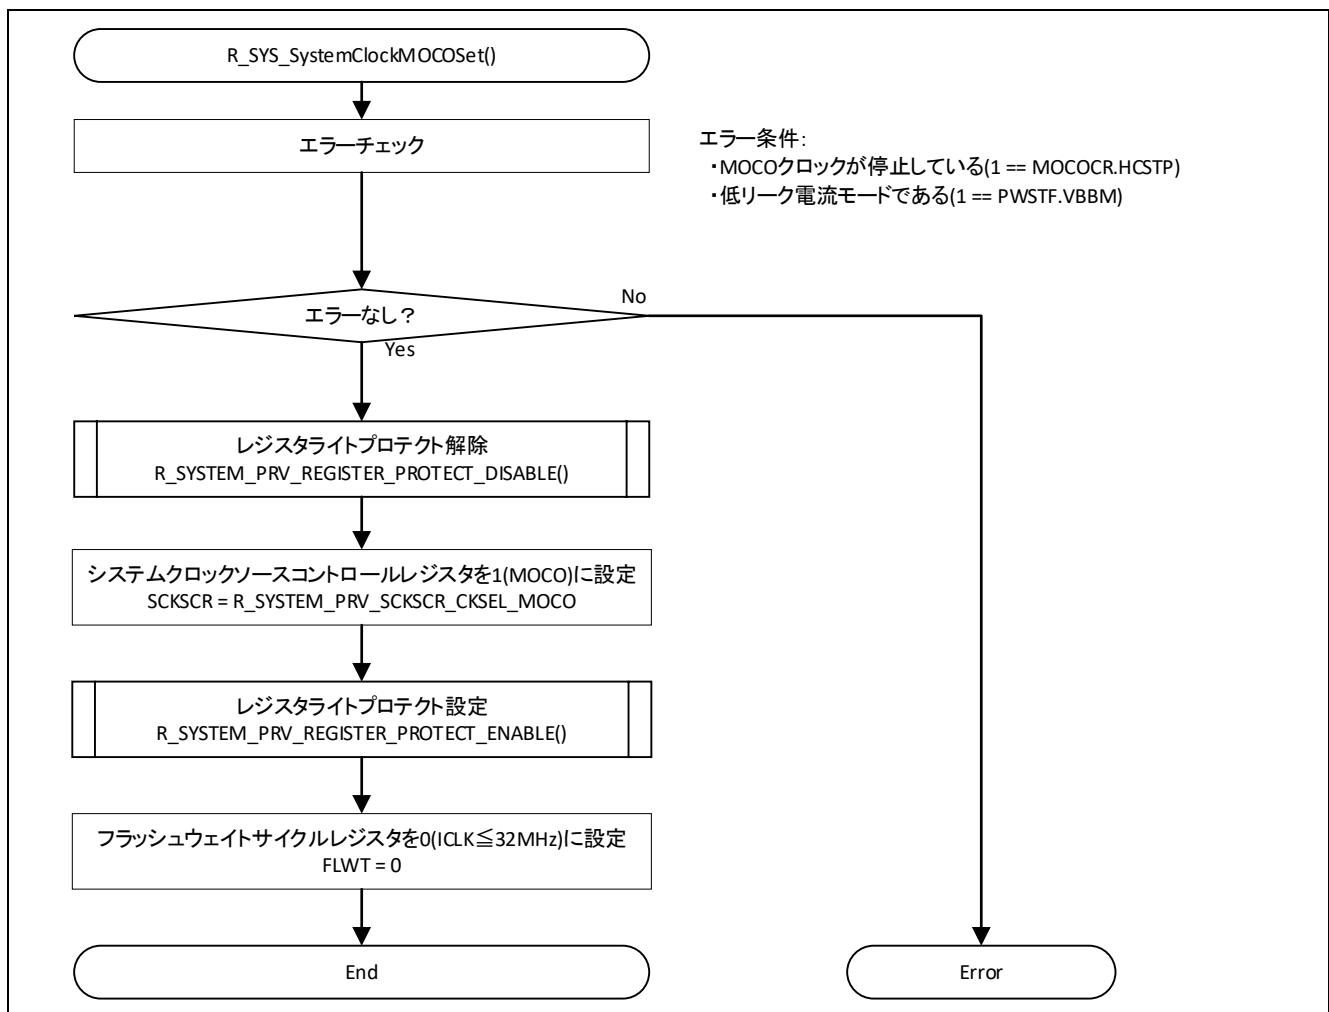 R_SYS_SystemClockMOCOSet()
エラーチェック
エラー条件:
・MOCOクロックが停止している(1 == MOCOCR.HCSTP)
・低リーク電流モードである(1 == PWSTF.VBBM)
エラーなし？
No
Yes
レジスタライトプロテクト解除
R_SYSTEM_PRV_REGISTER_PROTECT_DISABLE()
システムクロックソースコントロールレジスタを1(MOCO)に設定
SCKSCR = R_SYSTEM_PRV_SCKSCR_CKSEL_MOCO
レジスタライトプロテクト設定
R_SYSTEM_PRV_REGISTER_PROTECT_ENABLE()
フラッシュウェイトサイクルレジスタを0(ICLK≦32MHz)に設定
FLWT = 0
End
Error